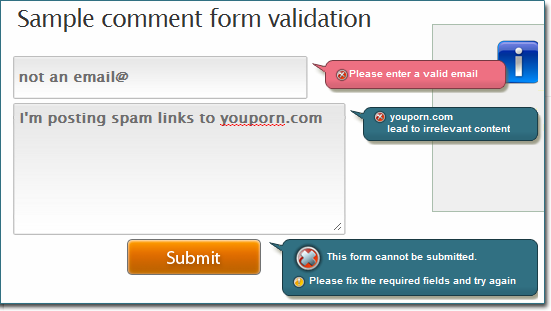 Sample comment form validation
not an email@
Please enter a valid email
I'm posting spam links to youporn.com
youporn.com
lead to irrelevant content
Submit
This form cannot be submitted.
Please fix the required fields and try again